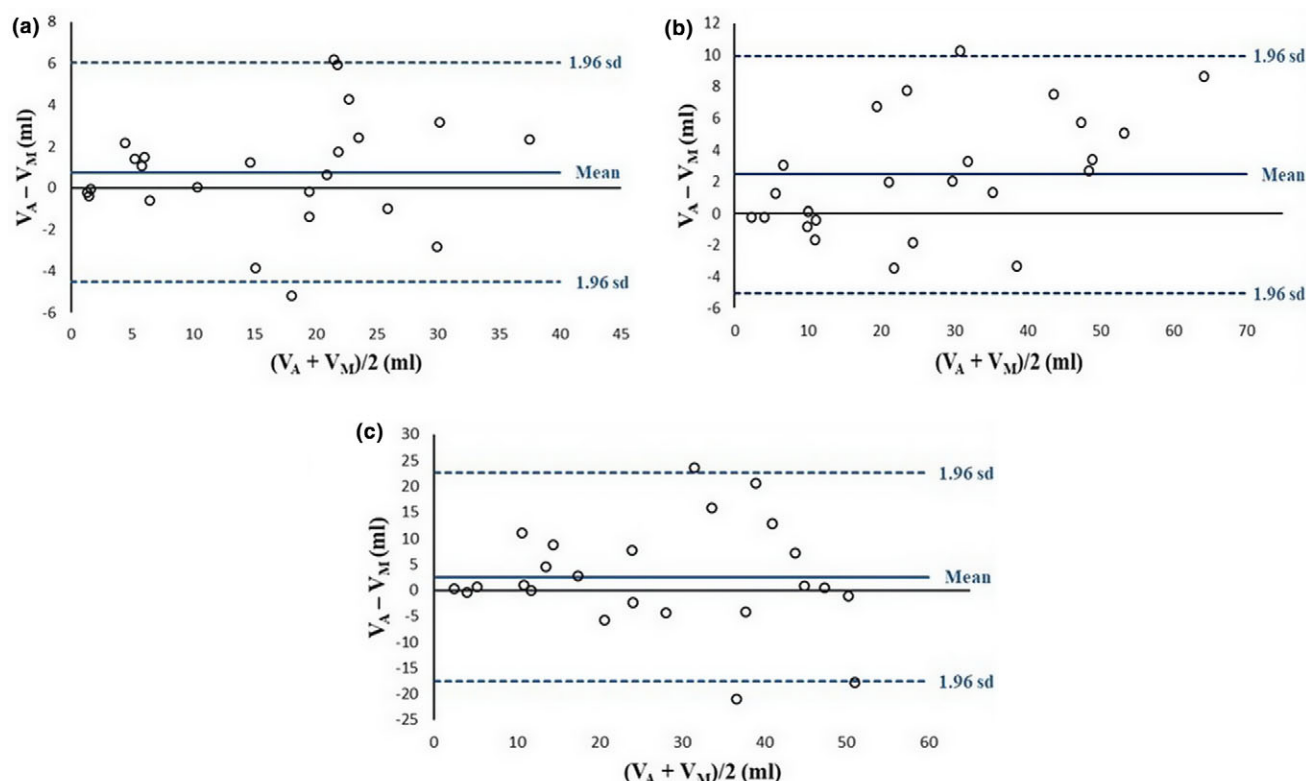 (a)
8
6
4
2
0
-2
-4
-6
V_A – V_M (ml)
1.96 sd
Mean
1.96 sd
0 5 10 15 20 25 30 35 40 45
(V_A + V_M)/2 (ml)
(b)
12
10
8
6
4
2
0
-2
-4
-6
V_A – V_M (ml)
1.96 sd
Mean
1.96 sd
0 10 20 30 40 50 60 70
(V_A + V_M)/2 (ml)
(c)
30
25
20
15
10
5
0
-5
-10
-15
-20
-25
V_A – V_M (ml)
1.96 sd
Mean
1.96 sd
0 10 20 30 40 50 60
(V_A + V_M)/2 (ml)